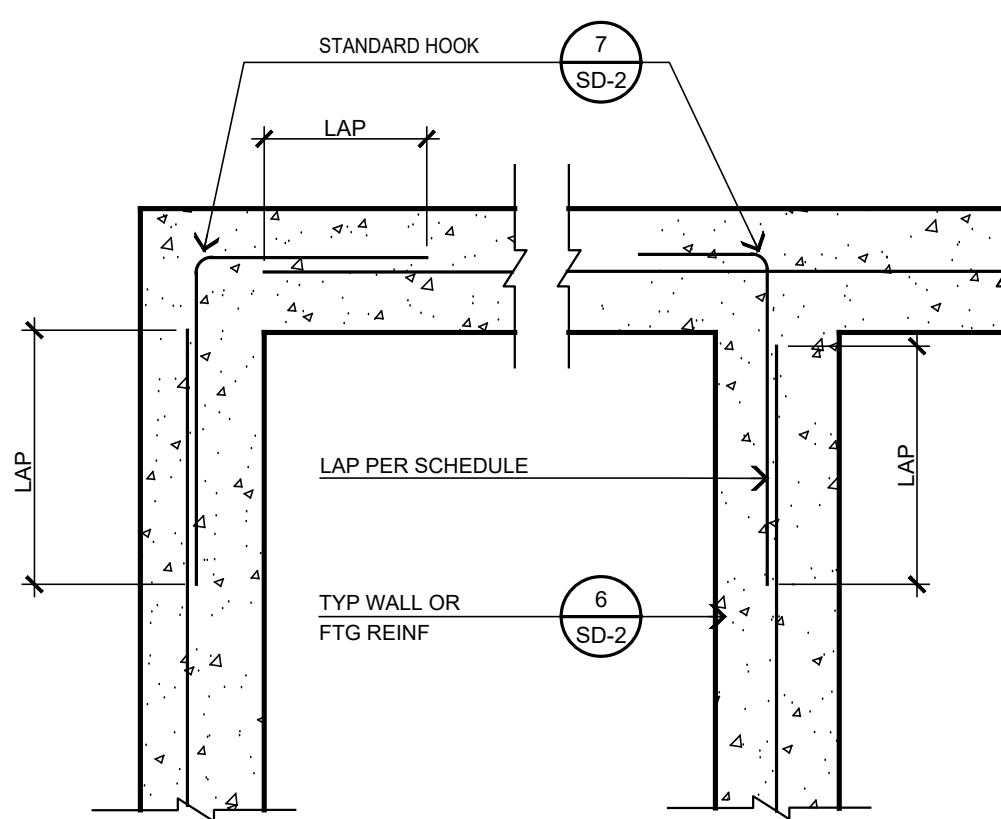 STANDARD HOOK
7
SD-2
LAP
LAP
LAP PER SCHEDULE
LAP
TYP WALL OR
FTG REINF
6
SD-2